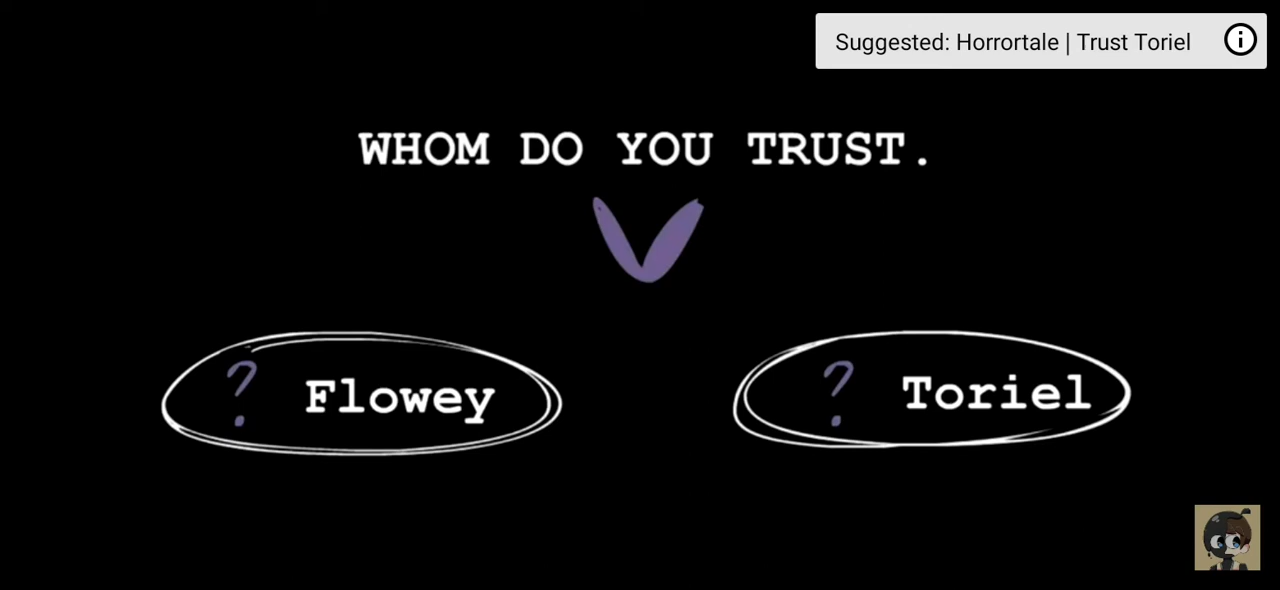 Suggested: Horrortale | Trust Toriel
WHOM DO YOU TRUST.
? Flowey
? Toriel